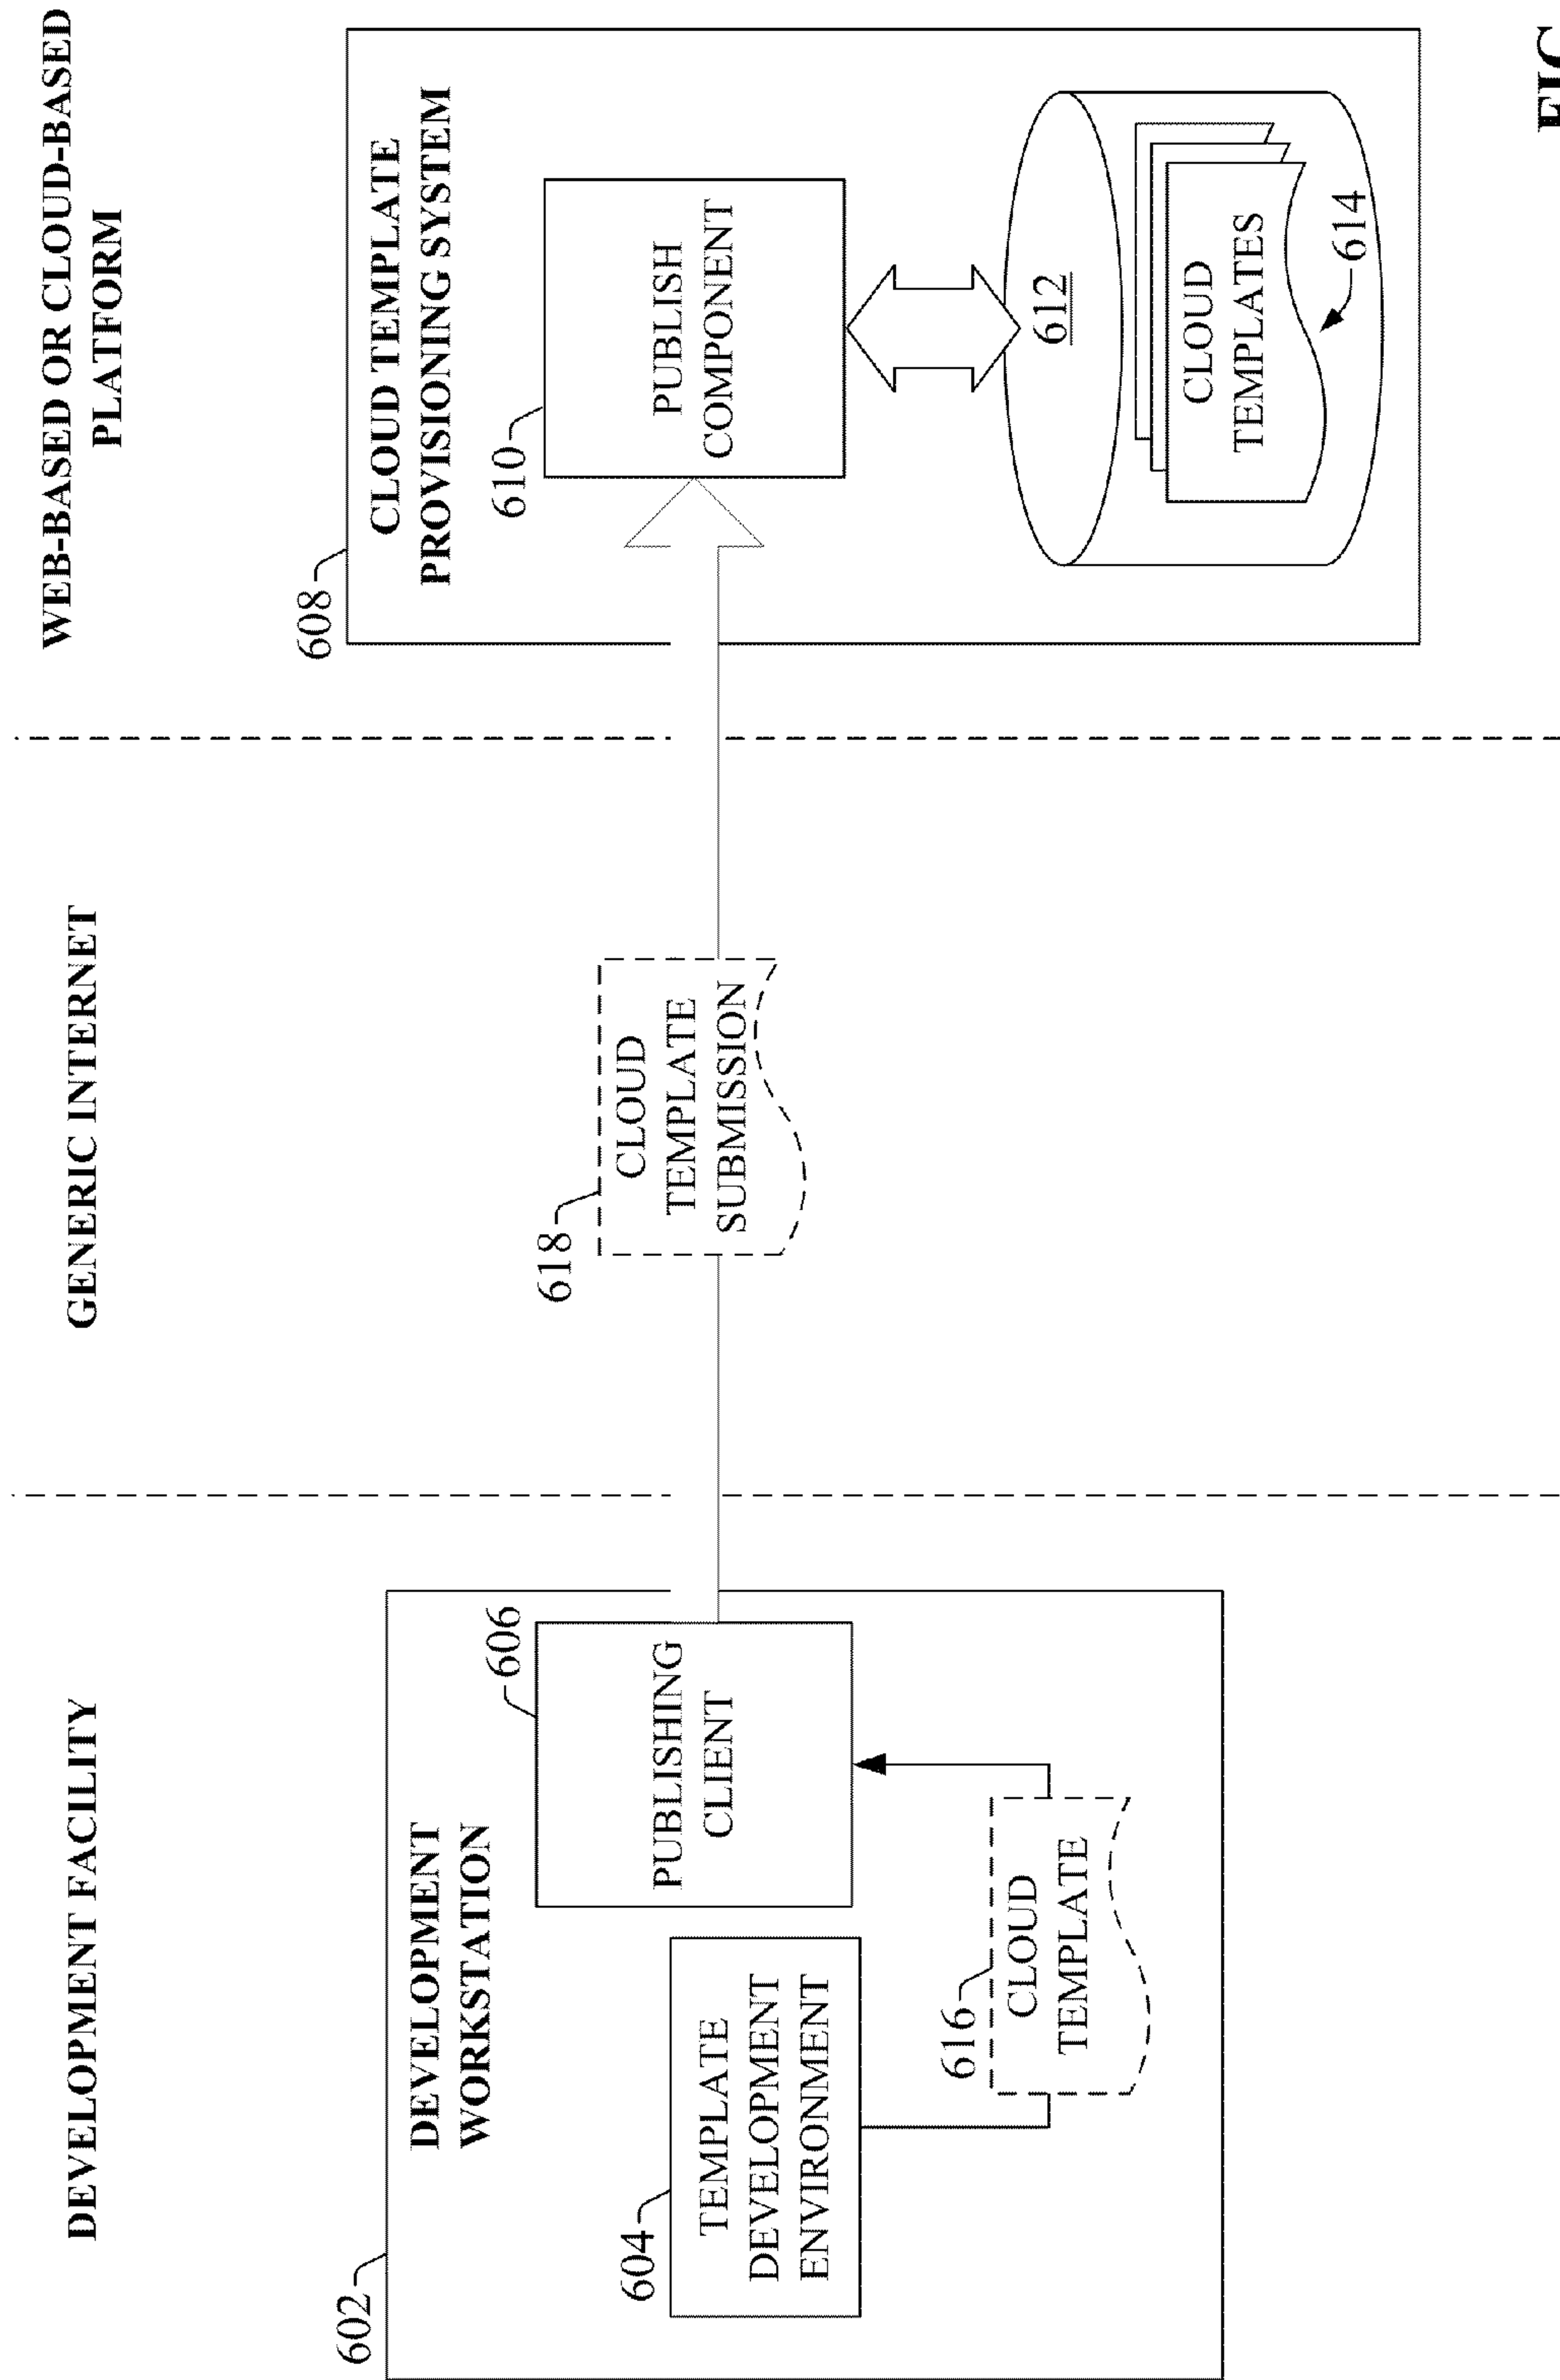 DEVELOPMENT FACILITY
GENERIC INTERNET
WEB-BASED OR CLOUD-BASED
PLATFORM
602
DEVELOPMENT
WORKSTATION
604
TEMPLATE
DEVELOPMENT
ENVIRONMENT
606
PUBLISHING
CLIENT
616
CLOUD
TEMPLATE
618
CLOUD
TEMPLATE
SUBMISSION
608
CLOUD TEMPLATE
PROVISIONING SYSTEM
610
PUBLISH
COMPONENT
612
CLOUD
TEMPLATES
614